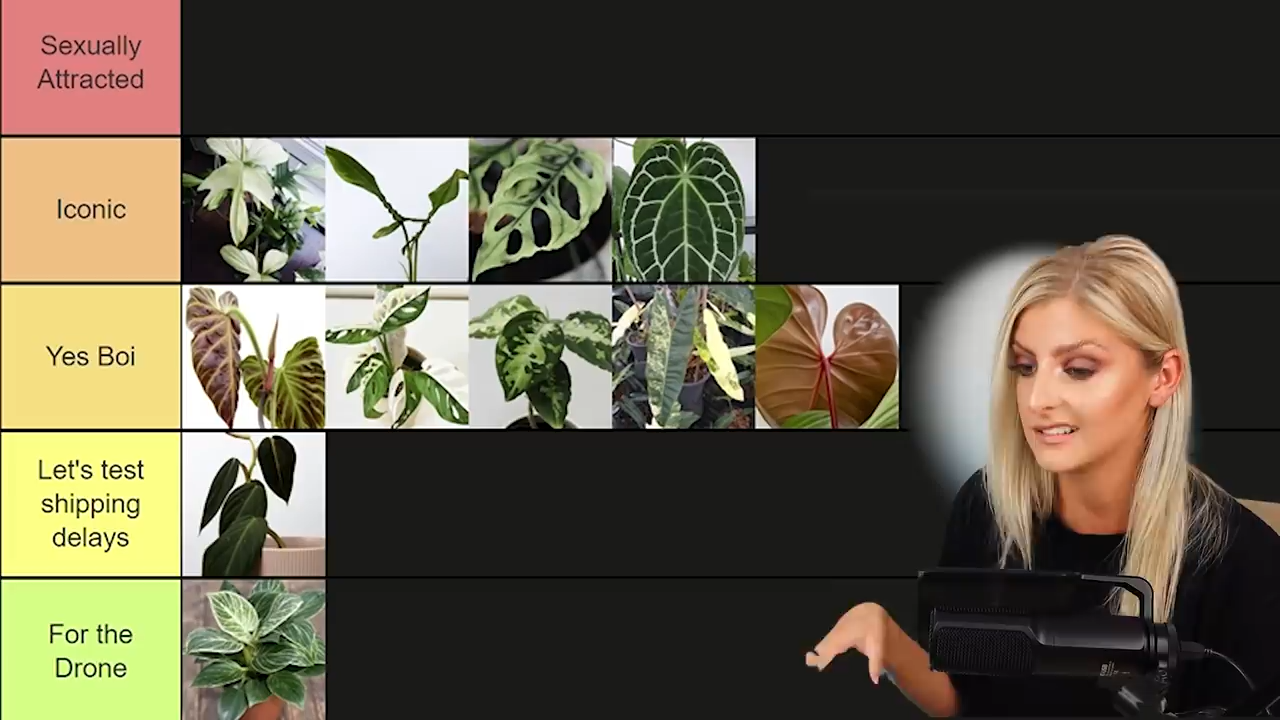 Sexually
Attracted
Iconic
Yes Boi
Let's test
shipping
delays
For the
Drone